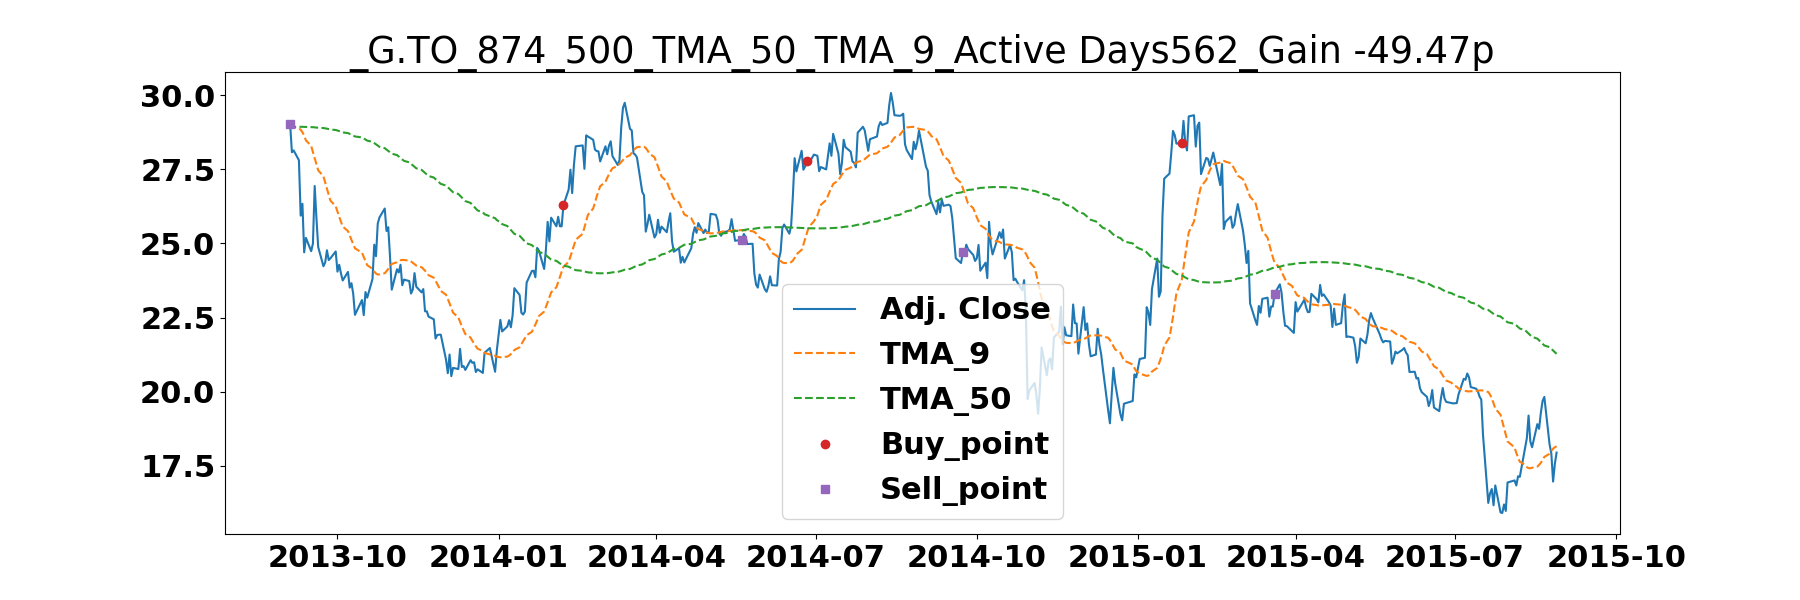 _G.TO_874_500_TMA_50_TMA_9_Active Days562_Gain -49.47p
30.0
27.5
25.0
22.5
20.0
17.5
Adj. Close
TMA_9
TMA_50
Buy_point
Sell_point
2013-10 2014-01 2014-04 2014-07 2014-10 2015-01 2015-04 2015-07 2015-10